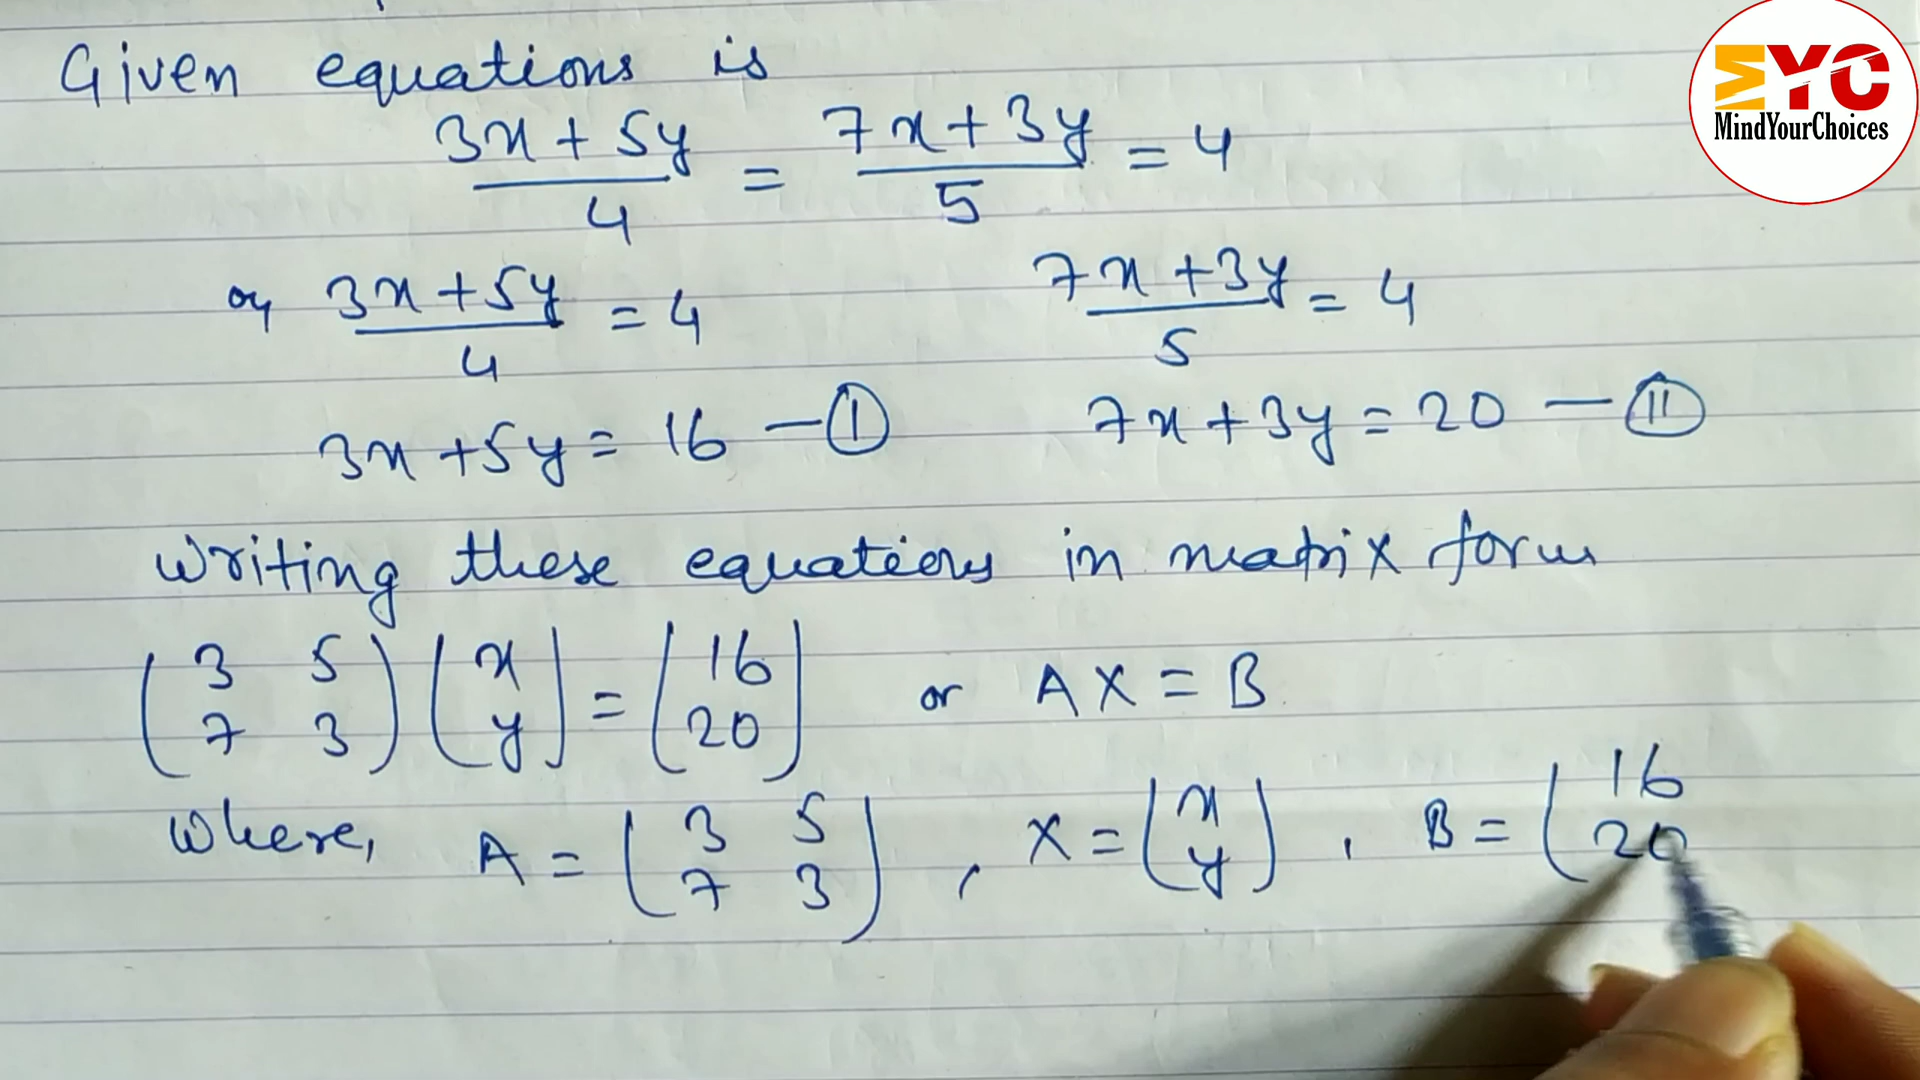 Given equations is
3x + 5y / 4 = 7x + 3y / 5 = 4
or, 3x + 5y / 4 = 4    7x + 3y / 5 = 4
3x + 5y = 16 — (I)    7x + 3y = 20 — (II)
Writing these equations in matrix form
(3 5; 7 3) (x; y) = (16; 20) or AX = B
Where, A = (3 5; 7 3), X = (x; y), B = (16; 20
MYC
MindYourChoices